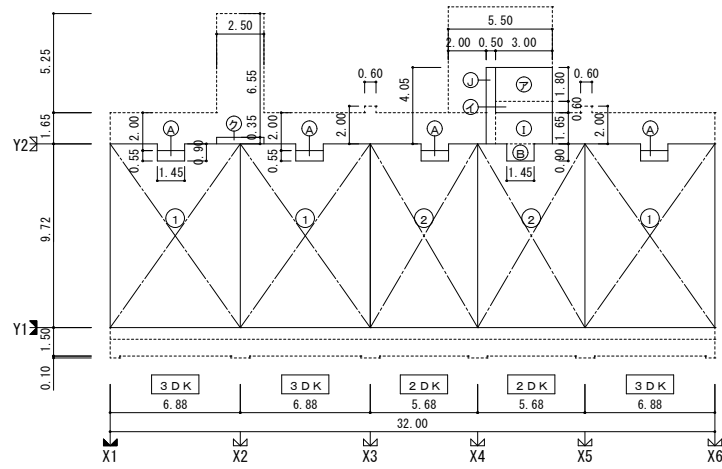 5.50
2.50
2.00 0.50 3.00
5.25
6.55
0.60
0.60
4.05
J
ア
1.80
イ
0.60
1.65
2.00
A
ク
0.35
2.00
A
2.00
A
I
1.65
2.00
A
Y2
0.55
0.90
0.55
B
0.90
1.45
1.45
9.72
1
1
2
2
1
Y1
1.50
0.10
3DK
3DK
2DK
2DK
3DK
6.88
6.88
5.68
5.68
6.88
32.00
X1
X2
X3
X4
X5
X6